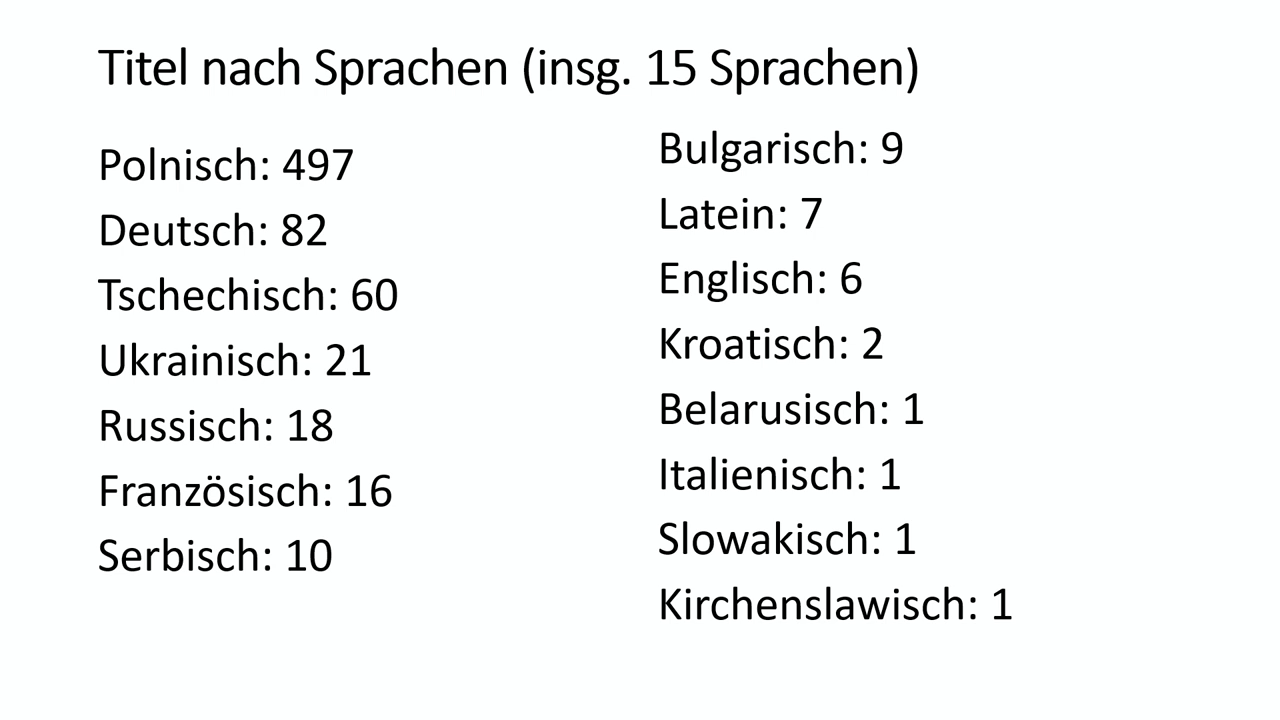 Titel nach Sprachen (insg. 15 Sprachen)
Polnisch: 497
Deutsch: 82
Tschechisch: 60
Ukrainisch: 21
Russisch: 18
Französisch: 16
Serbisch: 10
Bulgarisch: 9
Latein: 7
Englisch: 6
Kroatisch: 2
Belarusisch: 1
Italienisch: 1
Slowakisch: 1
Kirchenslawisch: 1